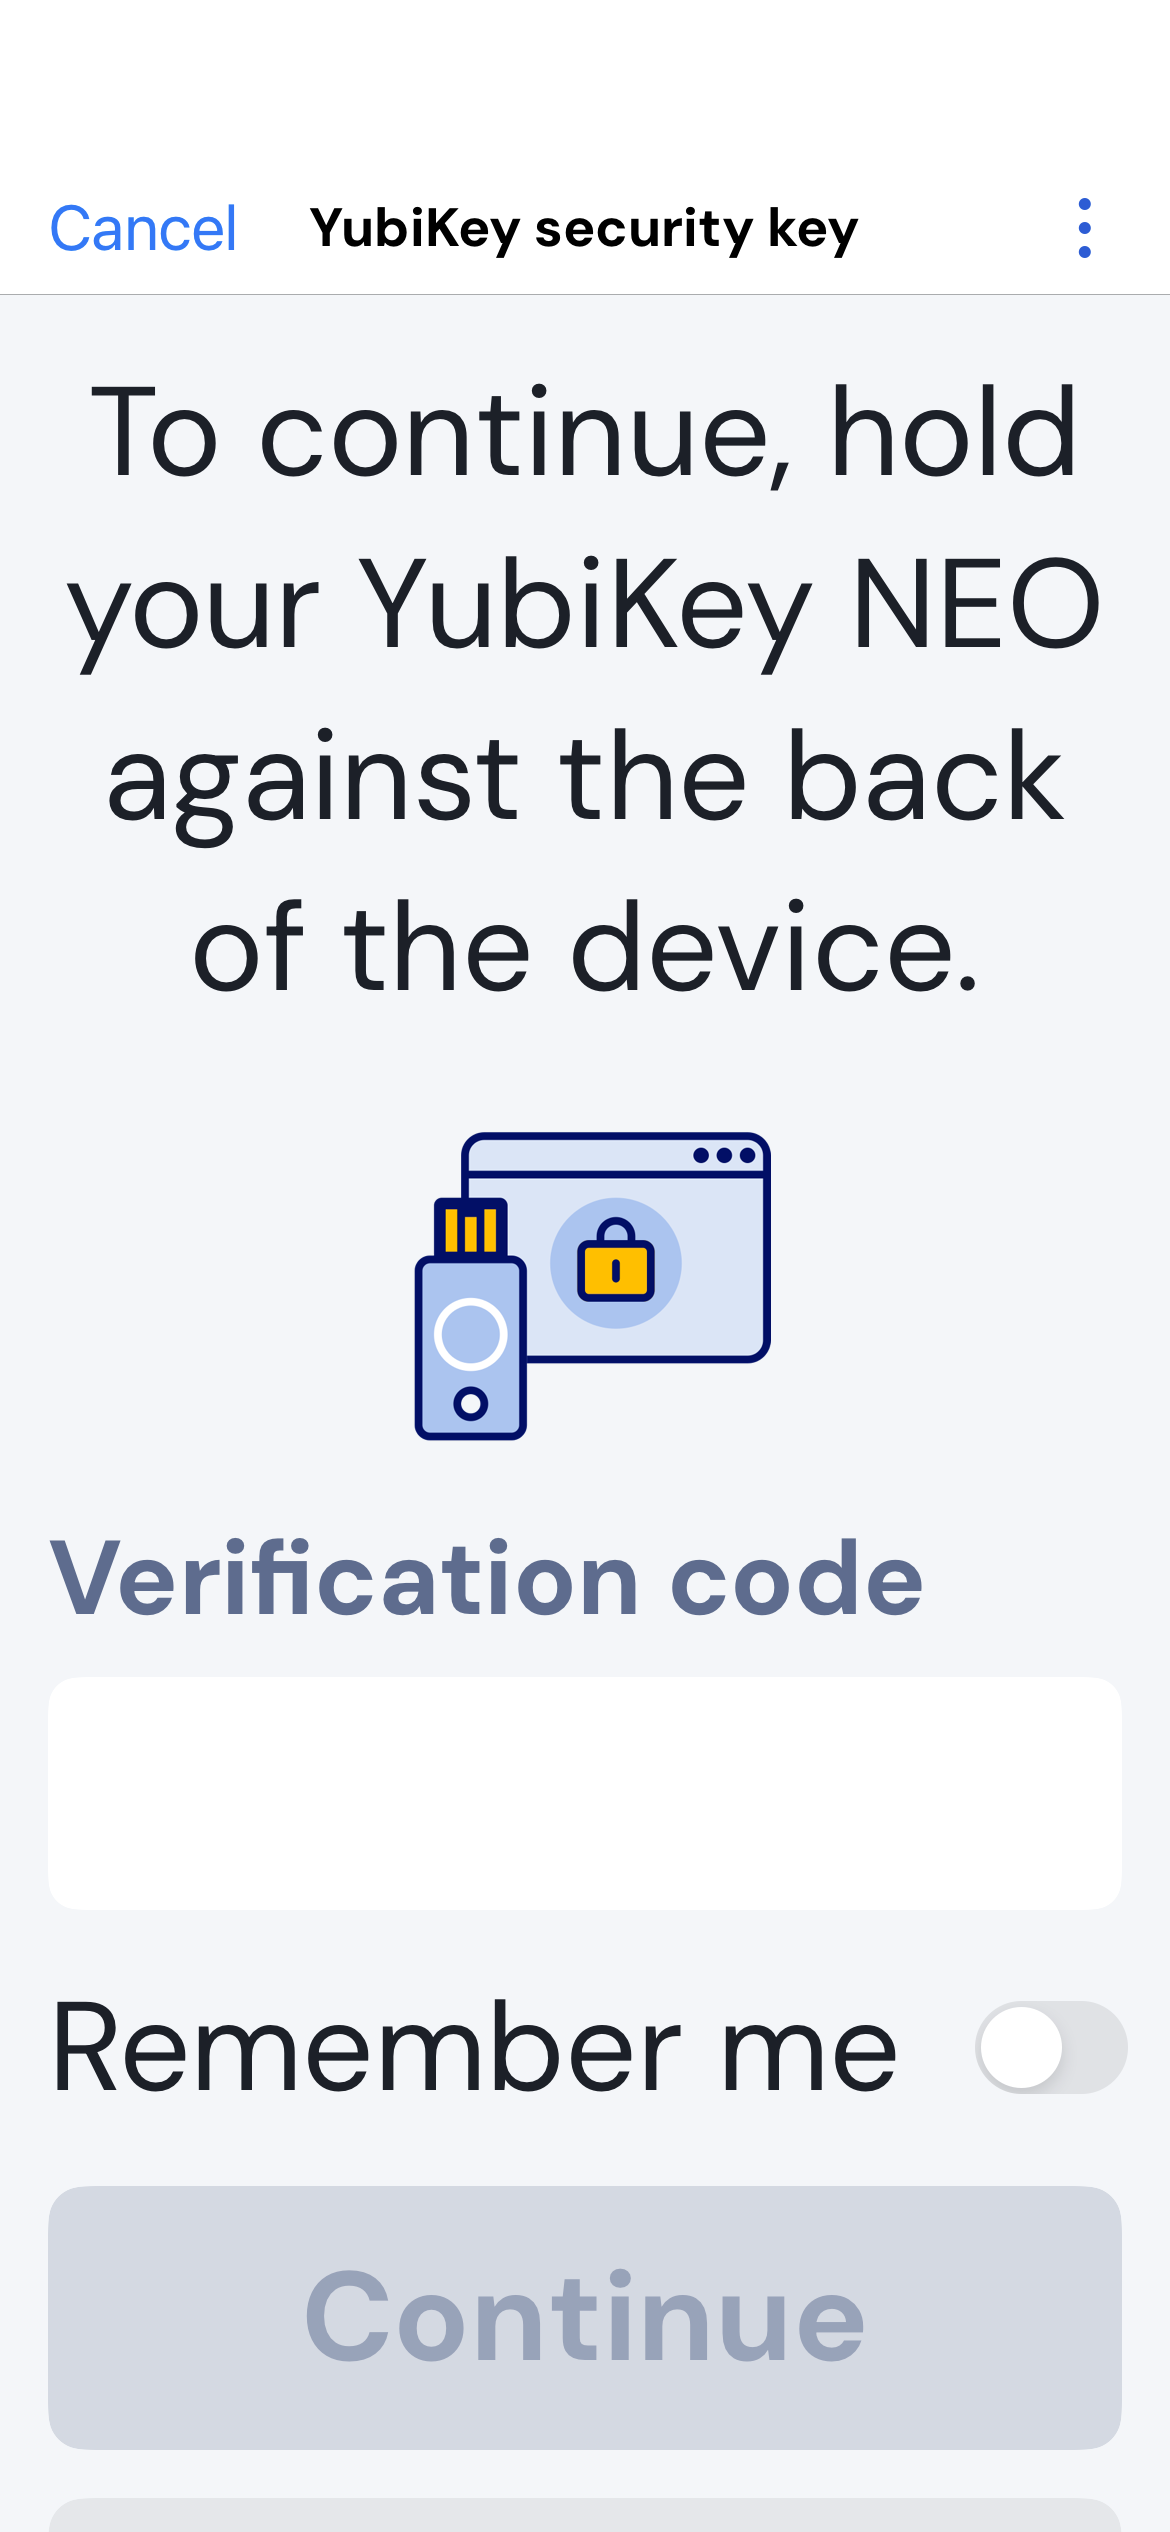 Cancel YubiKey security key
To continue, hold
your YubiKey NEO
against the back
of the device.
Verification code
Remember me
Continue